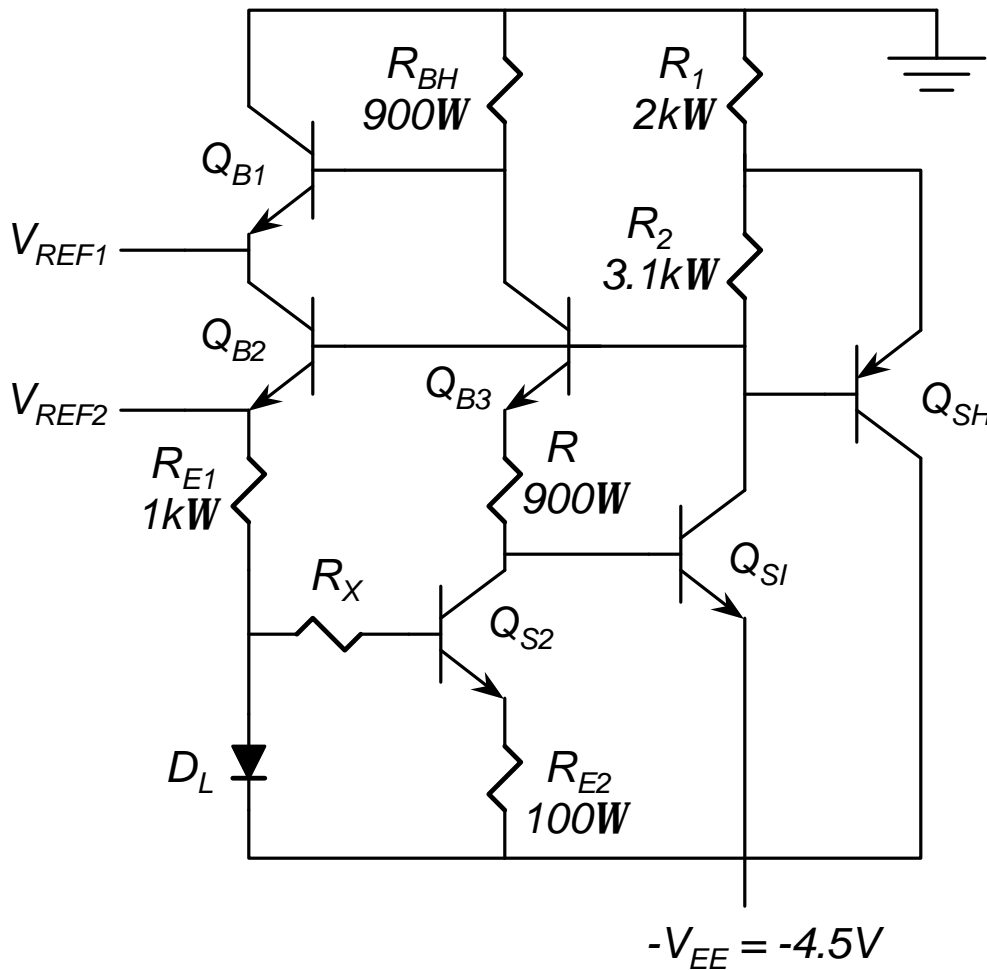 R_BH
900W
R_1
2kW
Q_B1
V_REF1
R_2
3.1kW
Q_B2
Q_B3
V_REF2
Q_SH
R_E1
1kW
R
900W
R_X
Q_S2
Q_SI
D_L
R_E2
100W
-V_EE = -4.5V